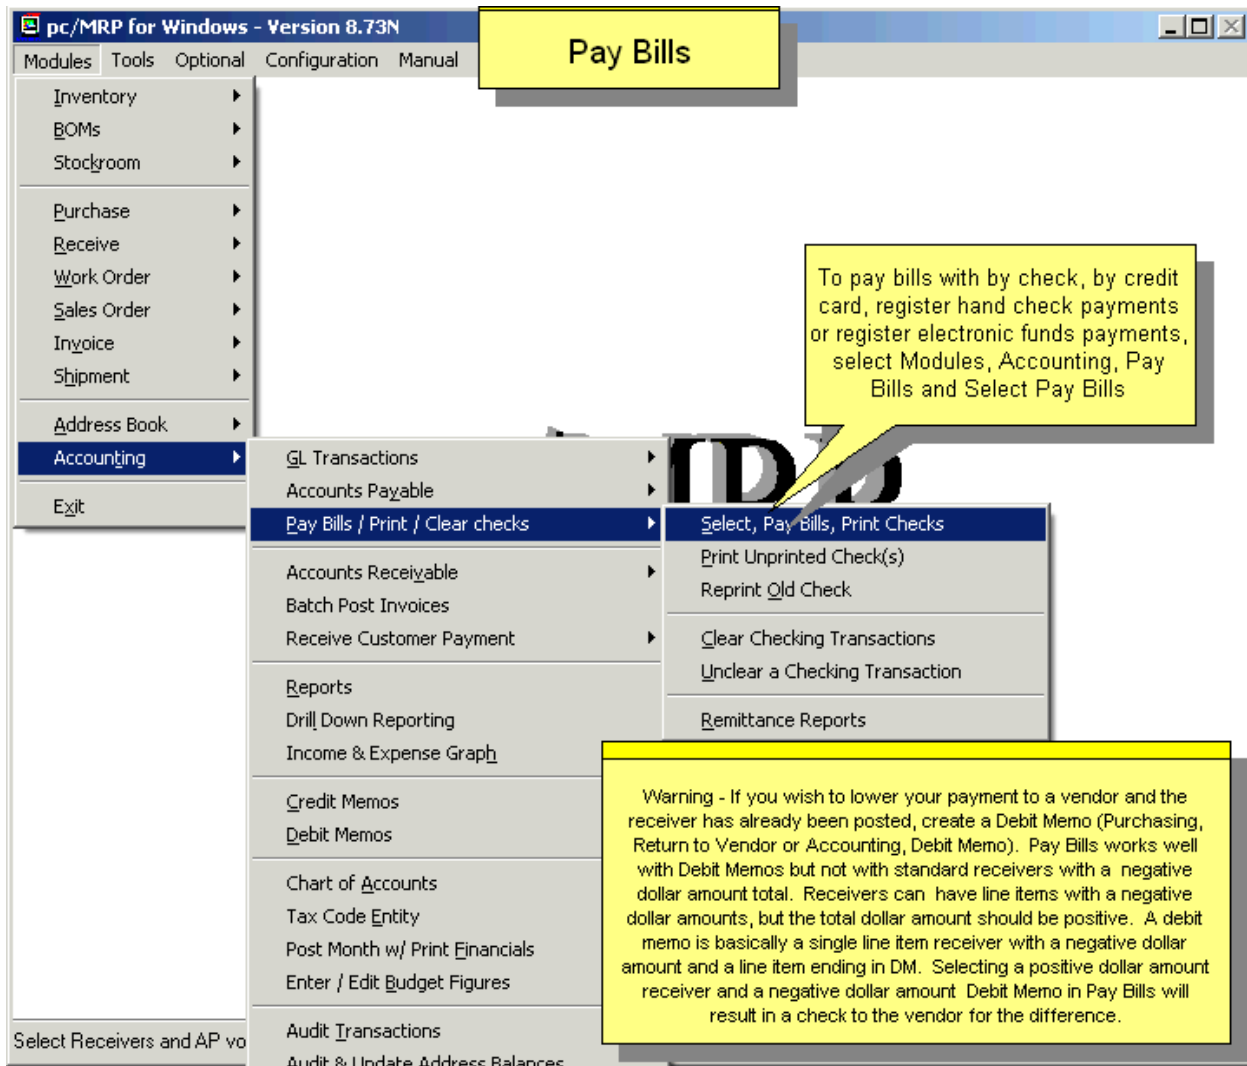 pc/MRP for Windows - Version 8.73N
Pay Bills
Modules Tools Optional Configuration Manual
Inventory
BOMs
Stockroom
Purchase
Receive
Work Order
Sales Order
Invoice
Shipment
Address Book
Accounting
Exit
To pay bills with by check, by credit
card, register hand check payments
or register electronic funds payments,
select Modules, Accounting, Pay
Bills and Select Pay Bills
GL Transactions
Accounts Payable
Pay Bills / Print / Clear checks
Accounts Receivable
Batch Post Invoices
Receive Customer Payment
Reports
Drill Down Reporting
Income & Expense Graph
Credit Memos
Debit Memos
Chart of Accounts
Tax Code Entity
Post Month w/ Print Financials
Enter / Edit Budget Figures
Audit Transactions
Audit & Update Address Balances
Select, Pay Bills, Print Checks
Print Unprinted Check(s)
Reprint Old Check
Clear Checking Transactions
Unclear a Checking Transaction
Remittance Reports
Warning - If you wish to lower your payment to a vendor and the
receiver has already been posted, create a Debit Memo (Purchasing,
Return to Vendor or Accounting, Debit Memo). Pay Bills works well
with Debit Memos but not with standard receivers with a negative
dollar amount total. Receivers can have line items with a negative
dollar amounts, but the total dollar amount should be positive. A debit
memo is basically a single line item receiver with a negative dollar
amount and a line item ending in DM. Selecting a positive dollar amount
receiver and a negative dollar amount Debit Memo in Pay Bills will
result in a check to the vendor for the difference.
Select Receivers and AP vo